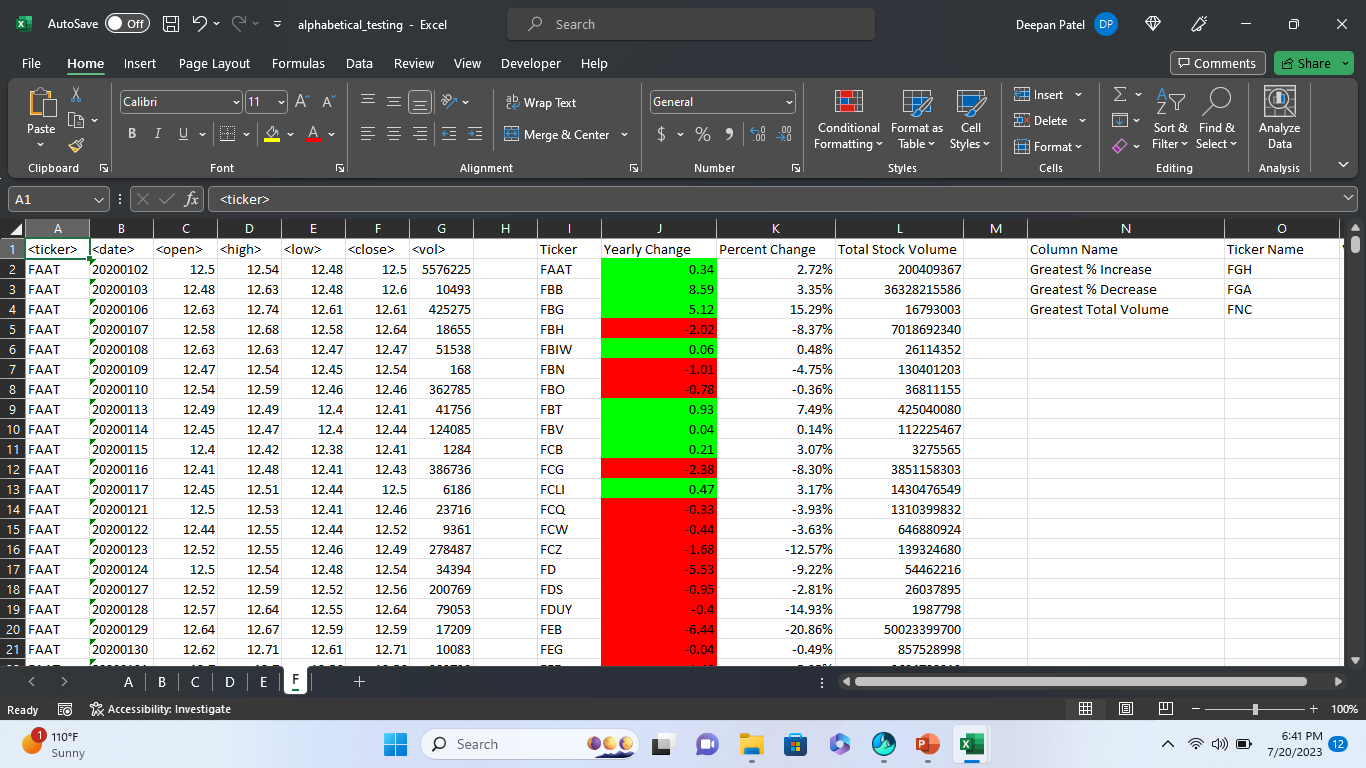 AutoSave Off alphabetical_testing - Excel Search Deepan Patel DP
File Home Insert Page Layout Formulas Data Review View Developer Help Comments Share
Paste Calibri 11 B I U A A A ab Wrap Text Merge & Center General $ % 9 Conditional Formatting Format as Table Cell Styles Insert Delete Format Sort & Filter Find & Select Analyze Data
Clipboard Font Alignment Number Styles Cells Editing Analysis
A1 fx <ticker>
A B C D E F G H I J K L M N O
1 <ticker> <date> <open> <high> <low> <close> <vol> Ticker Yearly Change Percent Change Total Stock Volume Column Name Ticker Name
2 FAAT 20200102 12.5 12.54 12.48 12.5 5576225 FAAT 0.34 2.72% 200409367 Greatest % Increase FGH
3 FAAT 20200103 12.48 12.63 12.48 12.6 10493 FBB 8.59 3.35% 36328215586 Greatest % Decrease FGA
4 FAAT 20200106 12.63 12.74 12.61 12.61 425275 FBG 5.12 15.29% 16793003 Greatest Total Volume FNC
5 FAAT 20200107 12.58 12.68 12.58 12.64 18655 FBH -2.02 -8.37% 7018692340
6 FAAT 20200108 12.63 12.63 12.47 12.47 51538 FBIW 0.06 0.48% 26114352
7 FAAT 20200109 12.47 12.54 12.45 12.54 168 FBN -1.01 -4.75% 130401203
8 FAAT 20200110 12.54 12.59 12.46 12.46 362785 FBO -0.78 -0.36% 36811155
9 FAAT 20200113 12.49 12.49 12.4 12.41 41756 FBT 0.93 7.49% 425040080
10 FAAT 20200114 12.45 12.47 12.4 12.44 124085 FBV 0.04 0.14% 112225467
11 FAAT 20200115 12.4 12.42 12.38 12.41 1284 FCB 0.21 3.07% 3275565
12 FAAT 20200116 12.41 12.48 12.41 12.43 386736 FCG -2.38 -8.30% 3851158303
13 FAAT 20200117 12.45 12.51 12.44 12.5 6186 FCLI 0.47 3.17% 1430476549
14 FAAT 20200121 12.5 12.53 12.41 12.46 23716 FCQ -0.33 -3.93% 1310399832
15 FAAT 20200122 12.44 12.55 12.44 12.52 9361 FCW -0.44 -3.63% 646880924
16 FAAT 20200123 12.52 12.55 12.46 12.49 278487 FCZ -1.68 -12.57% 139324680
17 FAAT 20200124 12.5 12.54 12.48 12.54 34394 FD -5.53 -9.22% 54462216
18 FAAT 20200127 12.52 12.59 12.52 12.56 200769 FDS -0.95 -2.81% 26037895
19 FAAT 20200128 12.57 12.64 12.55 12.64 79053 FDUY -0.4 -14.93% 1987798
20 FAAT 20200129 12.64 12.67 12.59 12.59 17209 FEB -6.44 -20.86% 50023399700
21 FAAT 20200130 12.62 12.71 12.61 12.71 10083 FEG -0.04 -0.49% 857528998
A B C D E F
Ready Accessibility: Investigate 100%
1 110°F
Sunny
Search
6:41 PM
7/20/2023
12